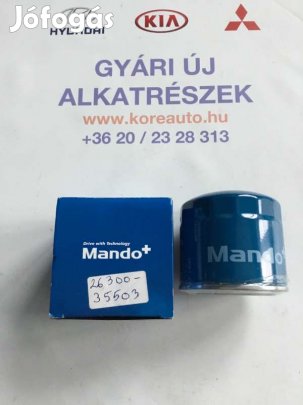 Jófogás
HYUNDAI
KIA
GYÁRI ÚJ
ALKATRÉSZEK
www.koreauto.hu
+36 20 / 23 28 313
Drive with Technology
Mando+
Mando+
26300-
35503